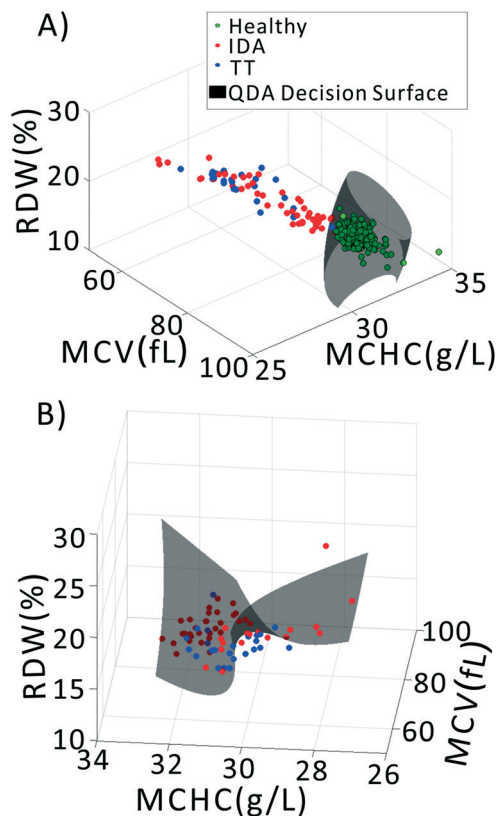 A)
Healthy
IDA
TT
QDA Decision Surface
RDW(%)
30
20
10
60
80
100
MCV(fL)
25
30
35
MCHC(g/L)
B)
RDW(%)
30
25
20
15
10
34
32
30
28
26
MCHC(g/L)
100
80
60
MCV(fL)